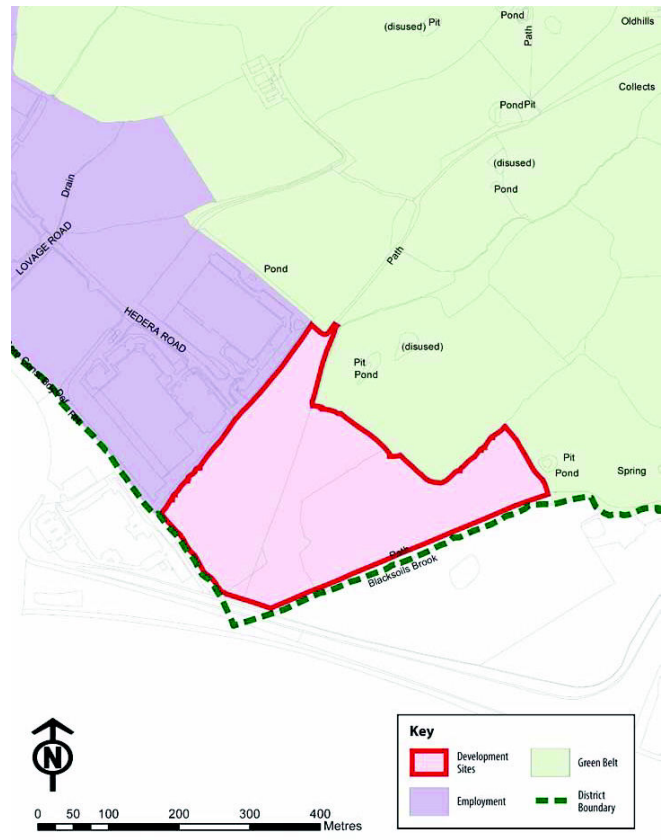 Pit
(disused)
Pond
Path
Oldhills
Collects
Pond Pit
(disused)
Pond
Drain
LOVAGE ROAD
Path
Pond
HEDERA ROAD
(disused)
Pit
Pond
Pit
Pond
Spring
Path
Blacksoils Brook
N
Key
Development
Sites
Green Belt
Employment
District
Boundary
0 100 200 300 400
Metres